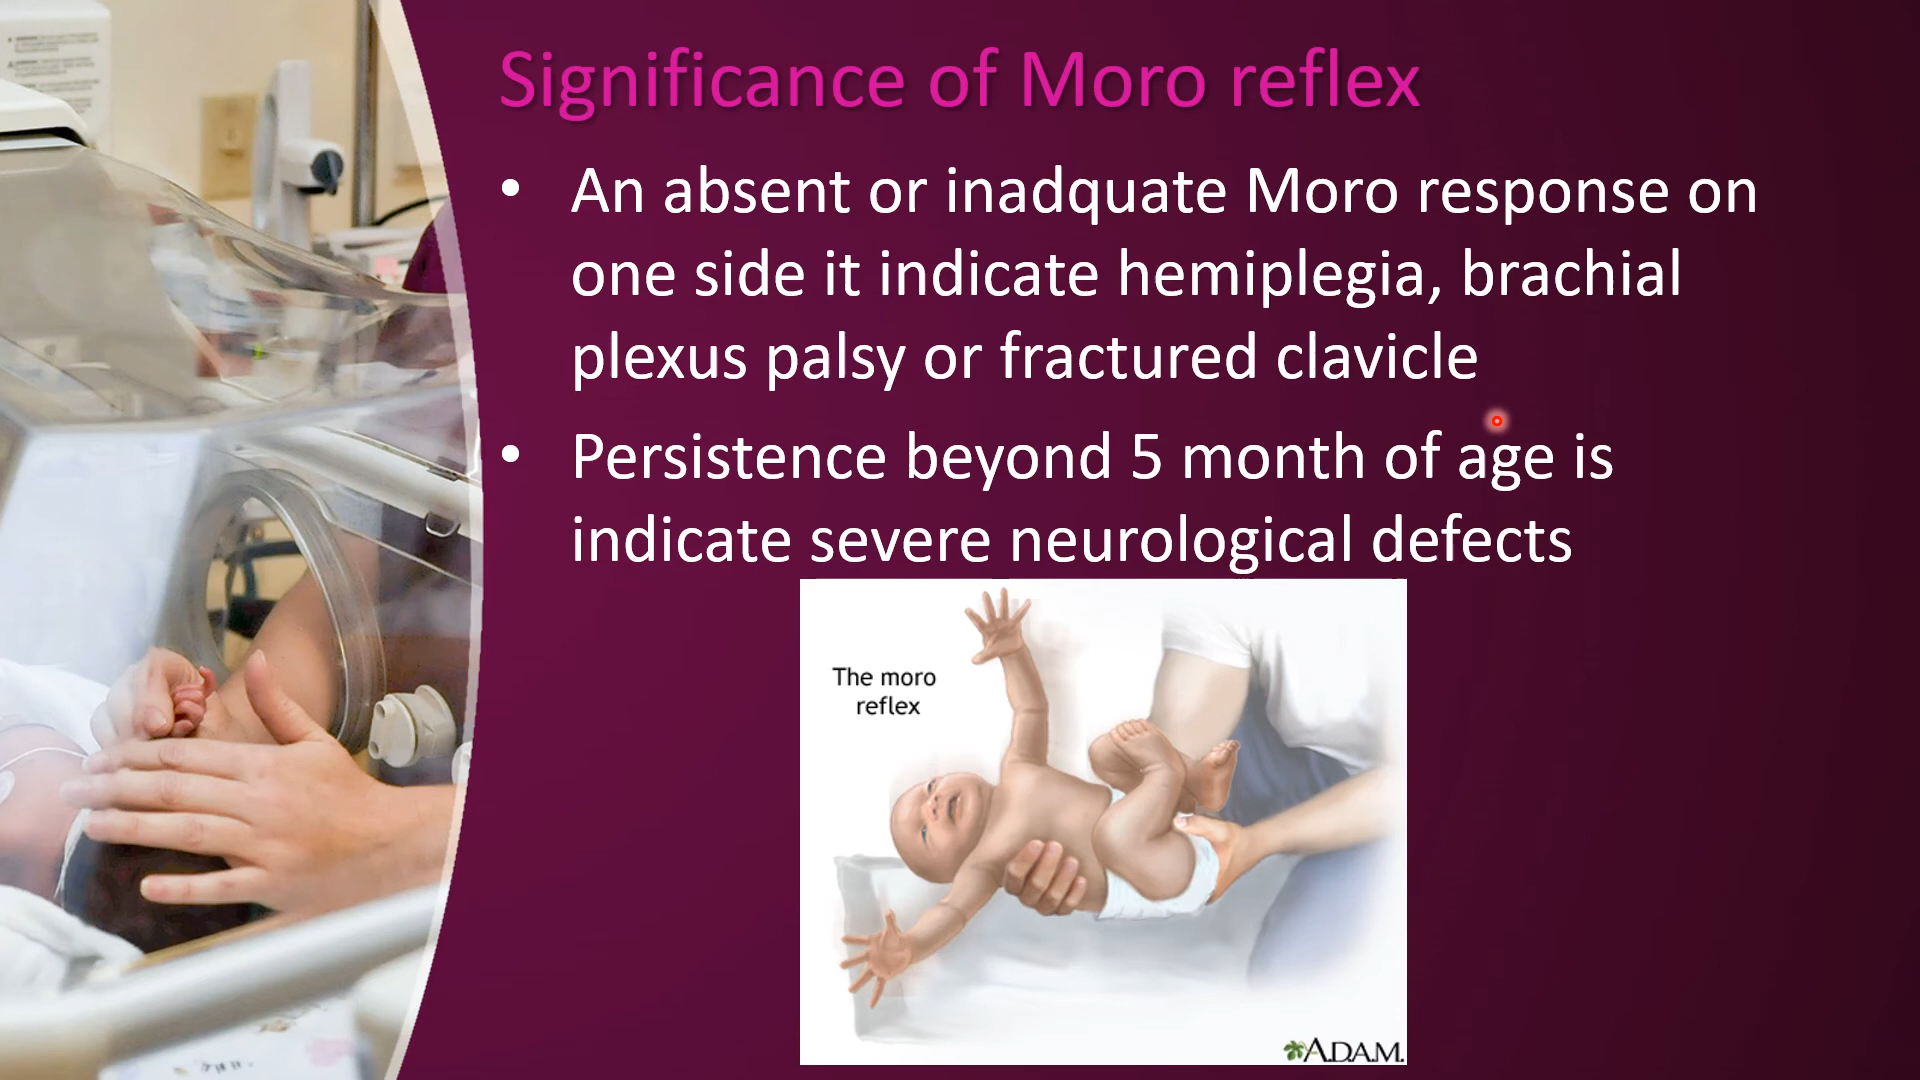 Significance of Moro reflex
• An absent or inadquate Moro response on
one side it indicate hemiplegia, brachial
plexus palsy or fractured clavicle
• Persistence beyond 5 month of age is
indicate severe neurological defects
The moro
reflex
A.D.A.M.